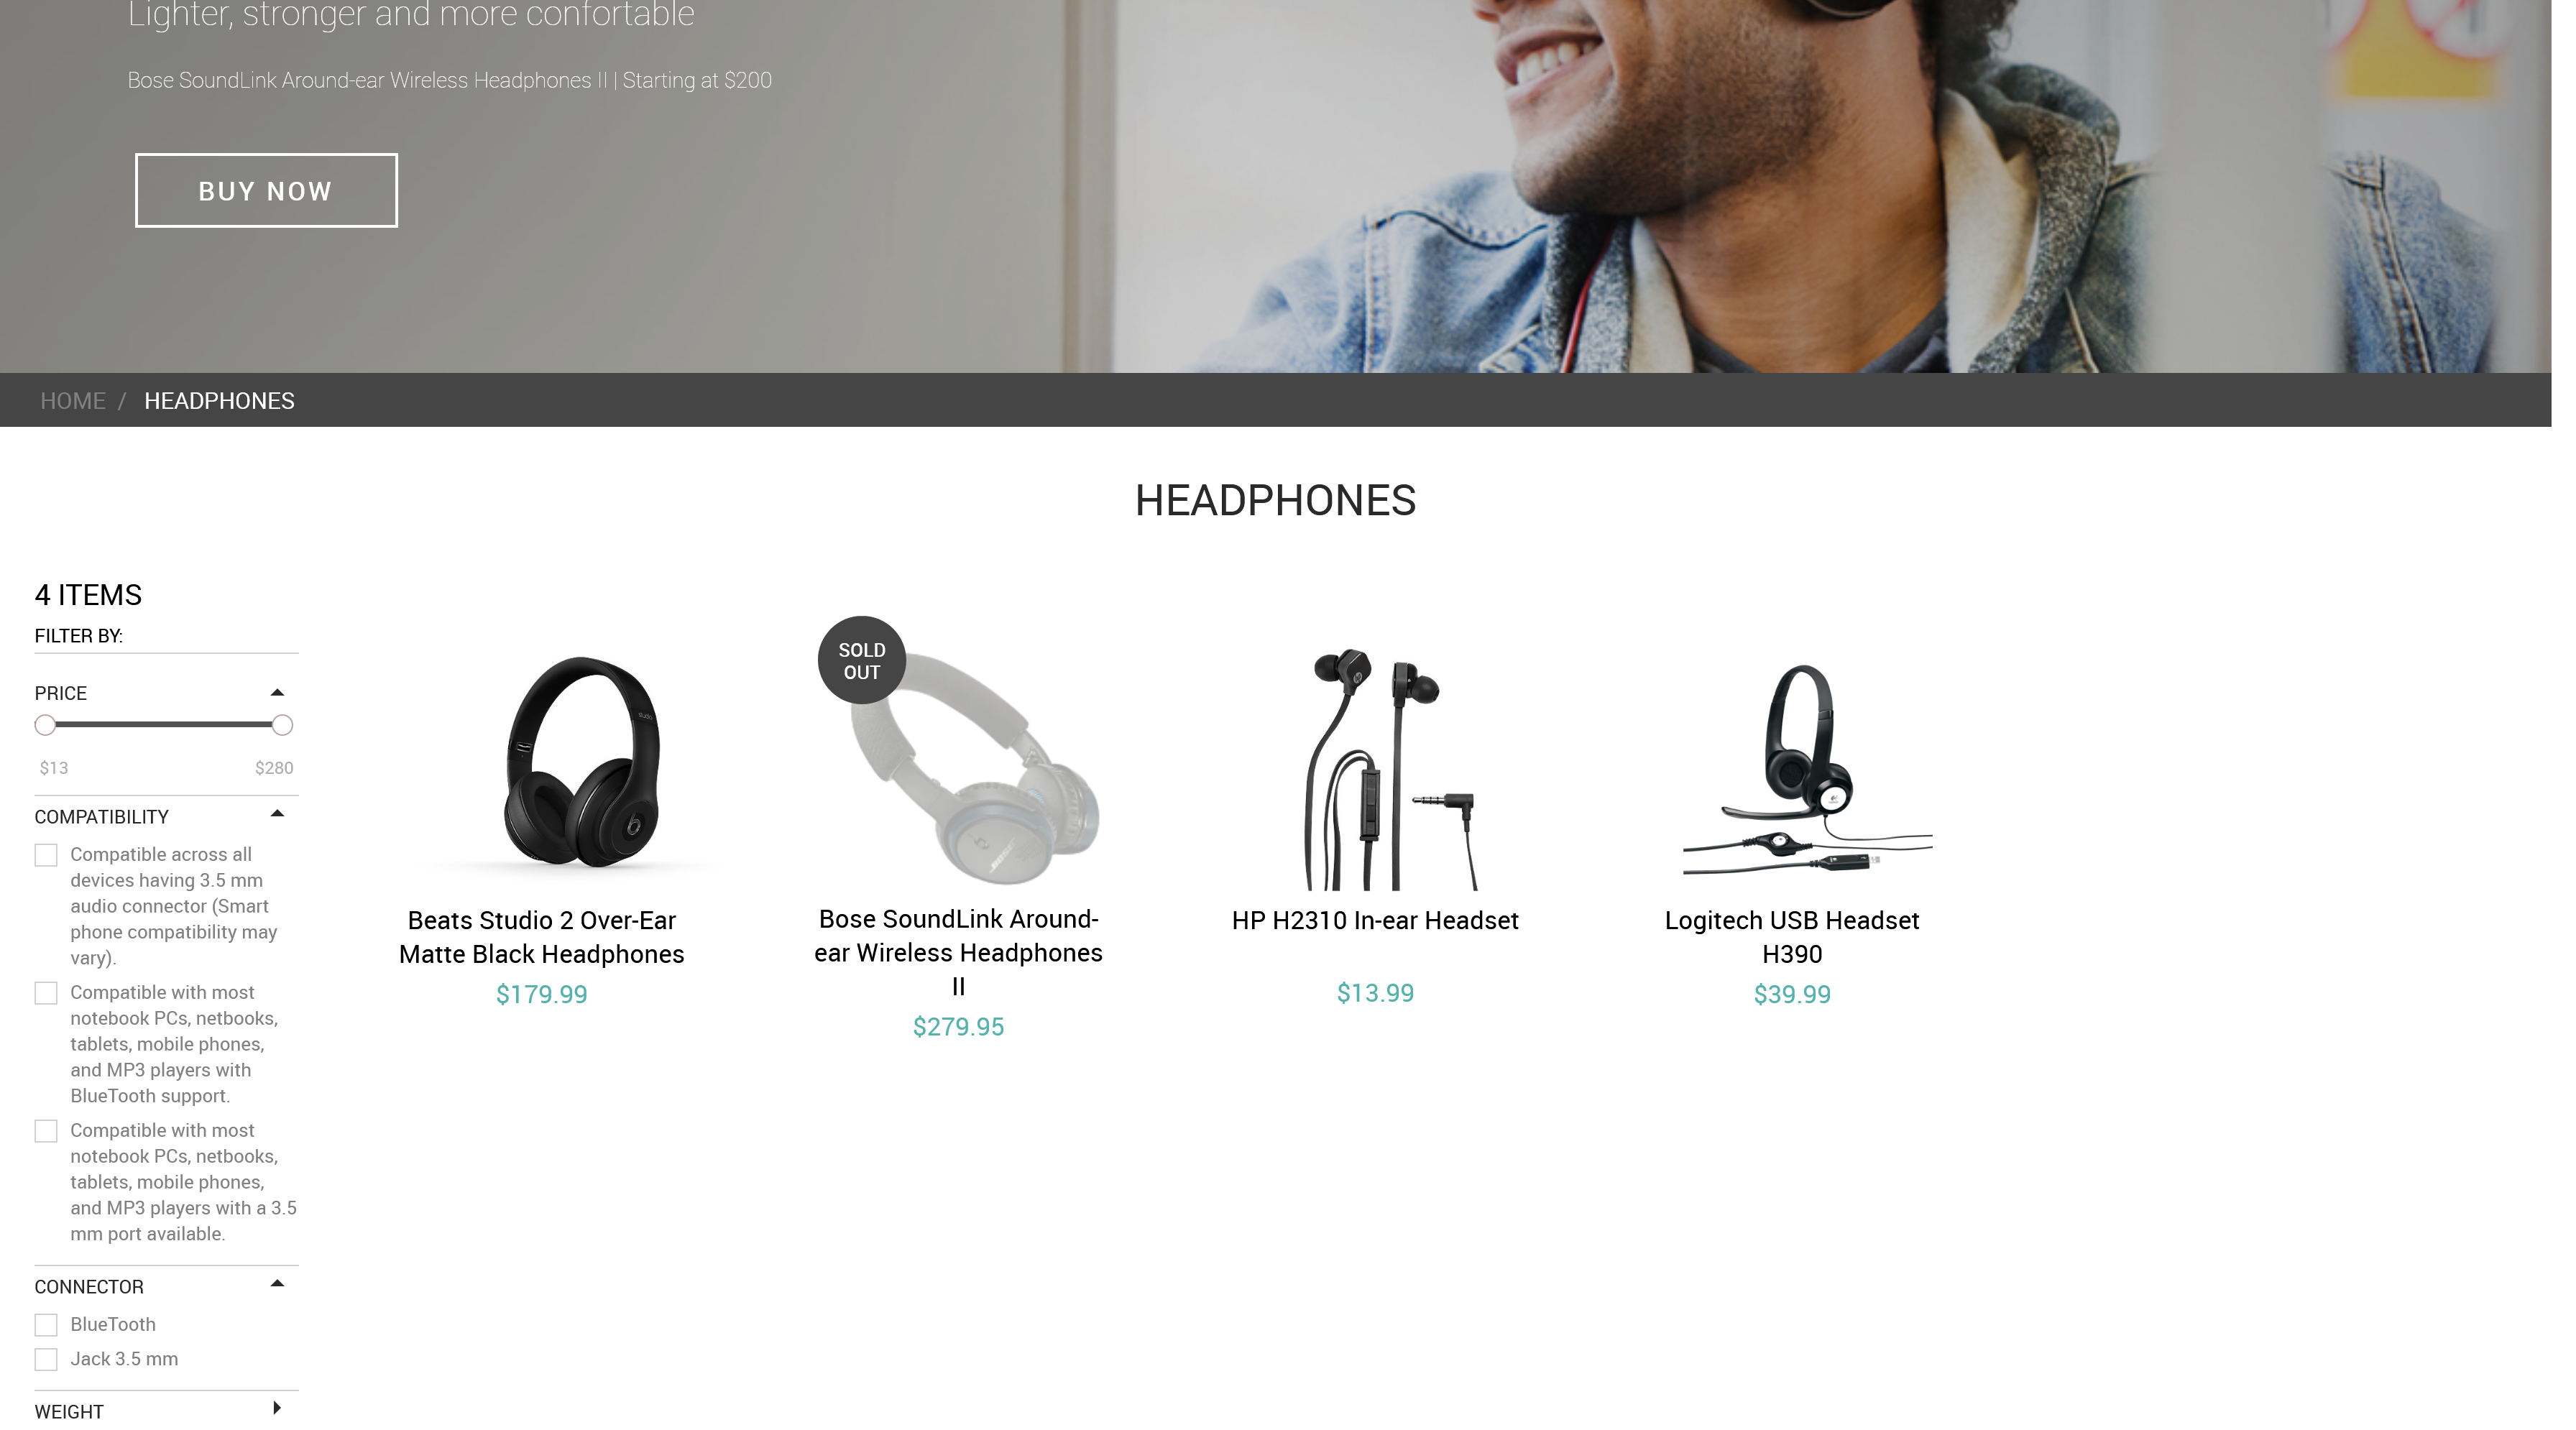 Lighter, stronger and more confortable
Bose SoundLink Around-ear Wireless Headphones II | Starting at $200
BUY NOW
HOME / HEADPHONES
HEADPHONES
4 ITEMS
FILTER BY:
PRICE
$13 $280
COMPATIBILITY
Compatible across all
devices having 3.5 mm
audio connector (Smart
phone compatibility may
vary).
Compatible with most
notebook PCs, netbooks,
tablets, mobile phones,
and MP3 players with
BlueTooth support.
Compatible with most
notebook PCs, netbooks,
tablets, mobile phones,
and MP3 players with a 3.5
mm port available.
CONNECTOR
BlueTooth
Jack 3.5 mm
WEIGHT
studio
Beats Studio 2 Over-Ear
Matte Black Headphones
$179.99
SOLD
OUT
BOSE
Bose SoundLink Around-
ear Wireless Headphones
II
$279.95
HP H2310 In-ear Headset
$13.99
Logitech USB Headset
H390
$39.99